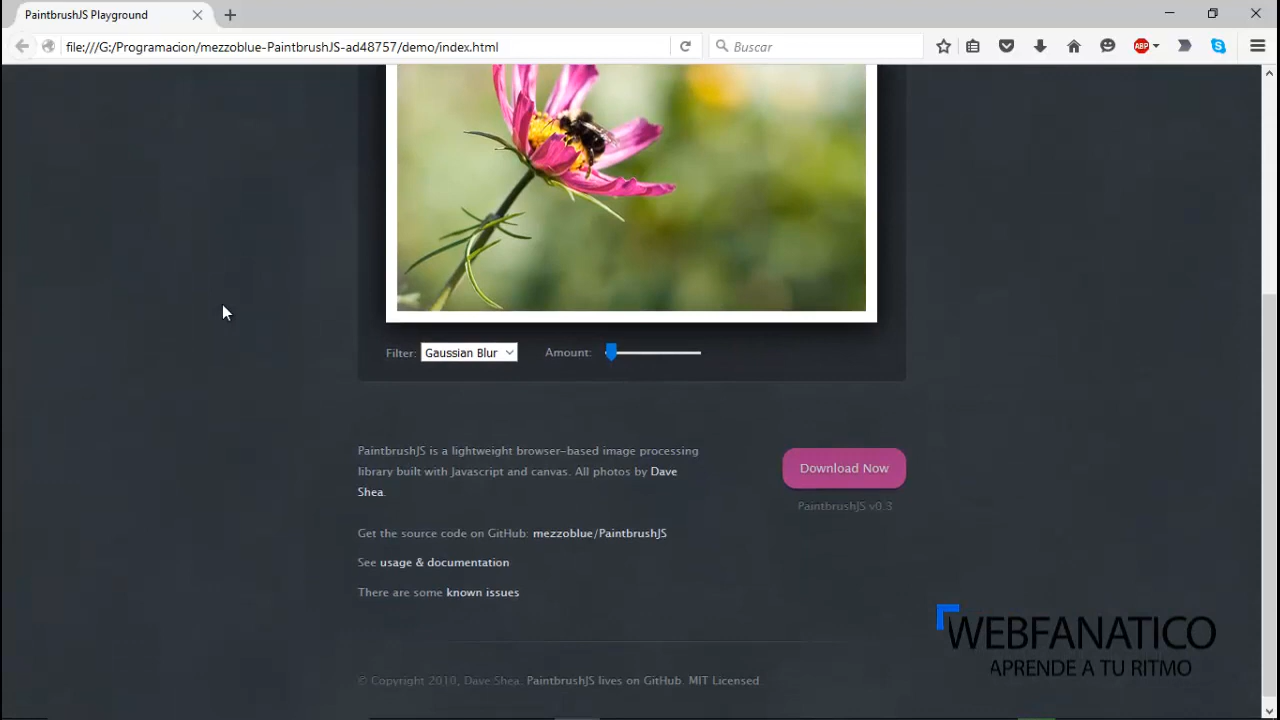 PaintbrushJS Playground
file:///G:/Programacion/mezzoblue-PaintbrushJS-ad48757/demo/index.html
Buscar
ABP
Filter: Gaussian Blur Amount:
PaintbrushJS is a lightweight browser-based image processing
library built with Javascript and canvas. All photos by Dave
Shea.
Download Now
PaintbrushJS v0.3
Get the source code on GitHub: mezzoblue/PaintbrushJS
See usage & documentation
There are some known issues
WEBFANATICO
APRENDE A TU RITMO
© Copyright 2010, Dave Shea. PaintbrushJS lives on GitHub. MIT Licensed.